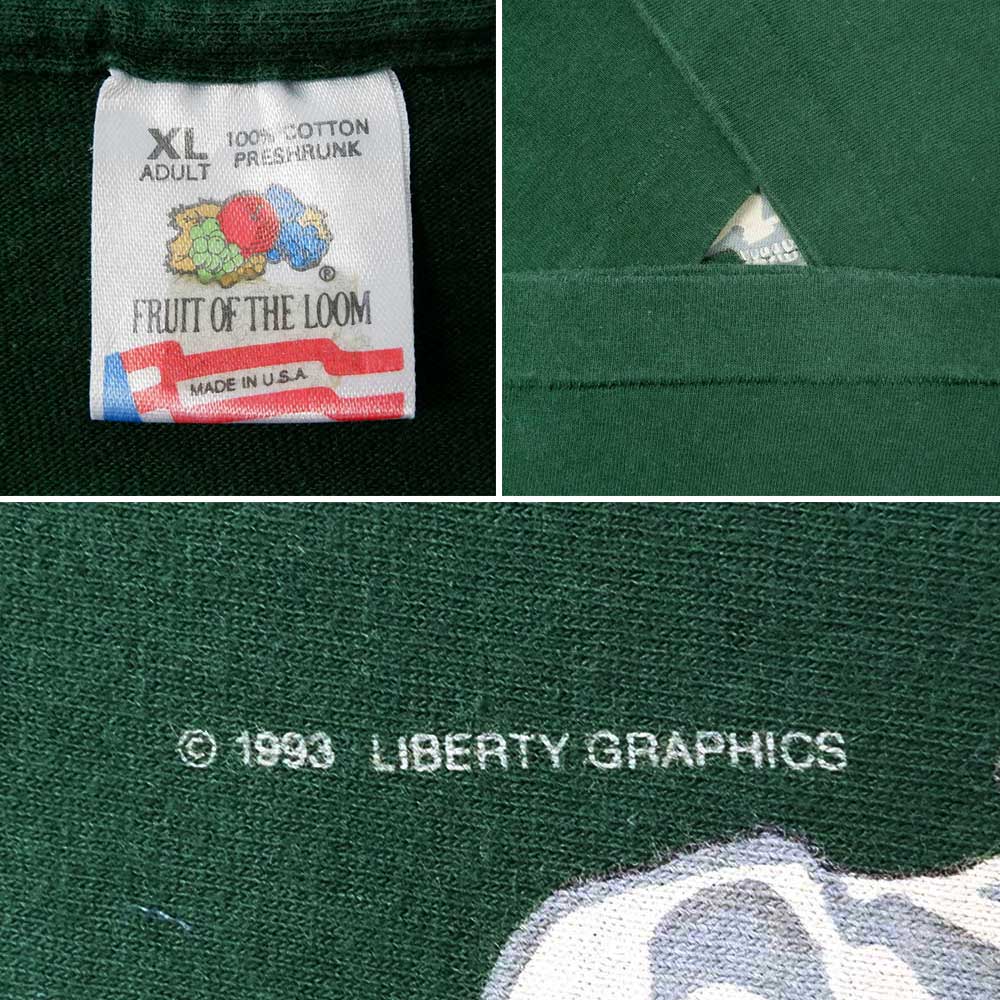 XL
ADULT
100% COTTON
PRESHRUNK
®
FRUIT OF THE LOOM
MADE IN U.S.A.
© 1993 LIBERTY GRAPHICS